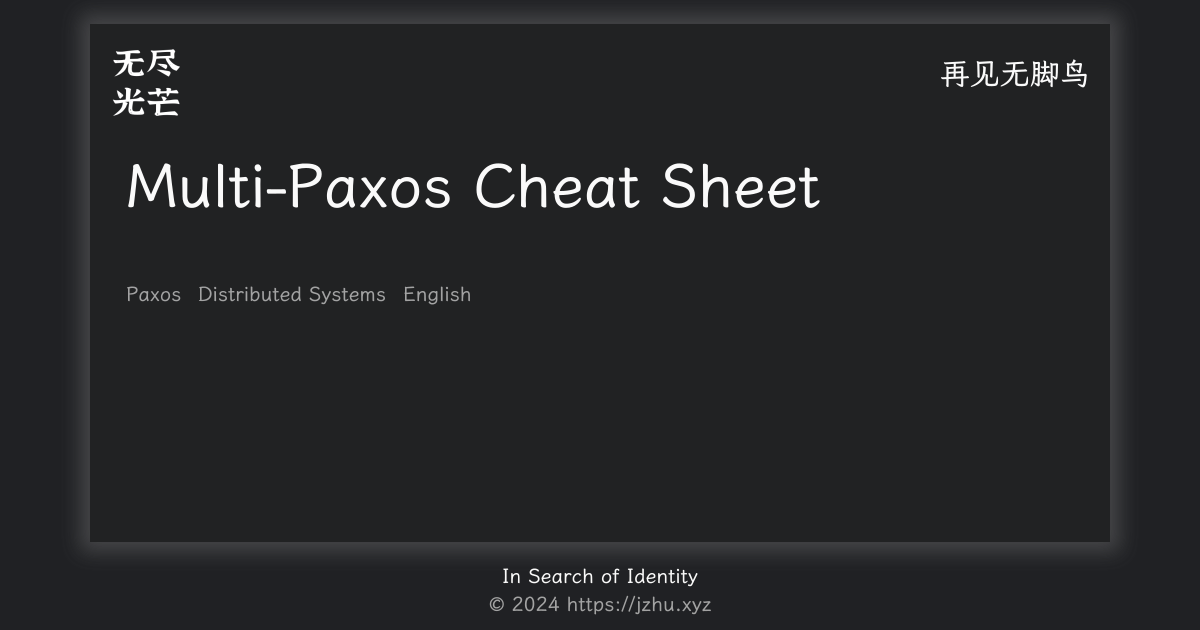 无尽
光芒
再见无脚鸟
Multi-Paxos Cheat Sheet
Paxos Distributed Systems English
In Search of Identity
© 2024 https://jzhu.xyz